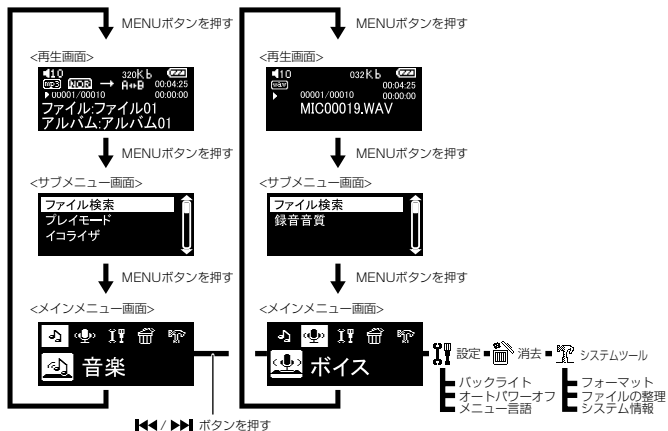 MENUボタンを押す
<再生画面>
10 320Kb
mp3 NOR → A↔B 00:04:25
00001/00010 00:00:00
ファイル:ファイル01
アルバム:アルバム01
MENUボタンを押す
<サブメニュー画面>
ファイル検索
プレイモード
イコライザ
MENUボタンを押す
<メインメニュー画面>
音楽
MENUボタンを押す
<再生画面>
10 032Kb
wav 00:04:25
00001/00010 00:00:00
MIC00019.WAV
MENUボタンを押す
<サブメニュー画面>
ファイル検索
録音音質
MENUボタンを押す
<メインメニュー画面>
ボイス
設定
バックライト
オートパワーオフ
メニュー言語
消去
システムツール
フォーマット
ファイルの整理
システム情報
/ ボタンを押す